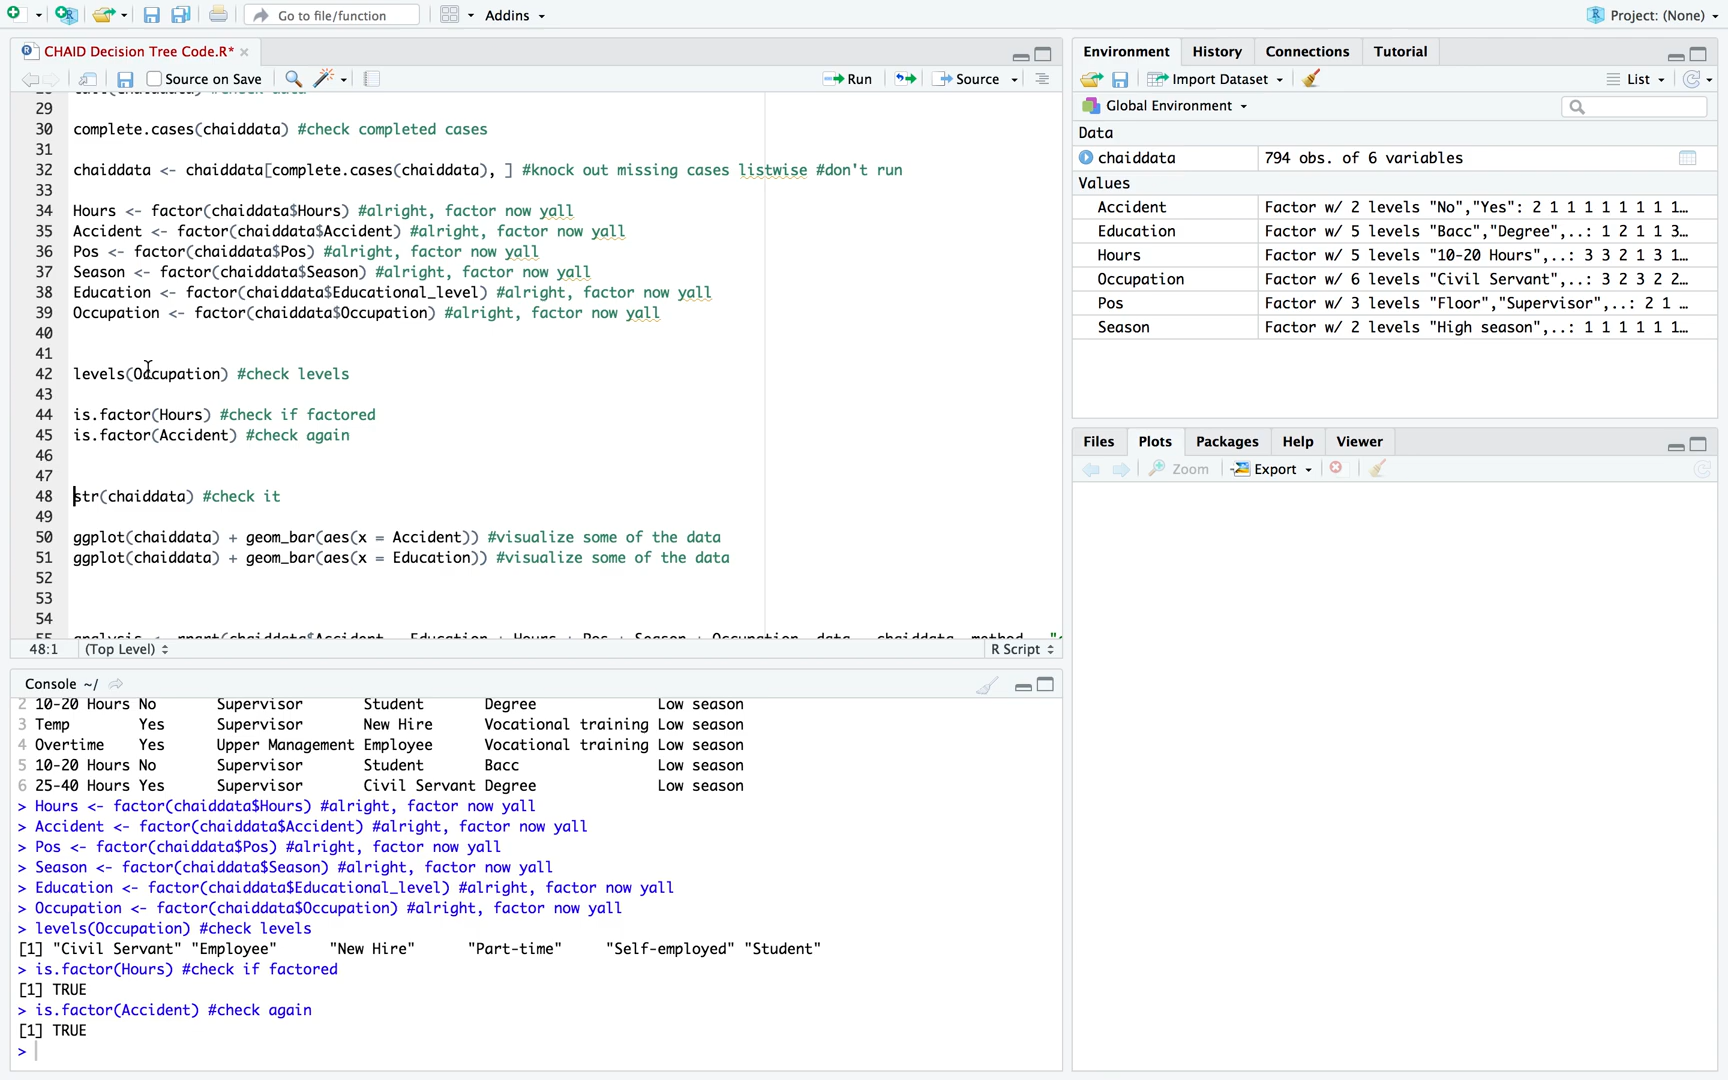 Go to file/function
Addins
Project: (None)
CHAID Decision Tree Code.R*
Source on Save
Run
Source
29
30 complete.cases(chaiddata) #check completed cases
31
32 chaiddata <- chaiddata[complete.cases(chaiddata), ] #knock out missing cases listwise #don't run
33
34 Hours <- factor(chaiddata$Hours) #alright, factor now yall
35 Accident <- factor(chaiddata$Accident) #alright, factor now yall
36 Pos <- factor(chaiddata$Pos) #alright, factor now yall
37 Season <- factor(chaiddata$Season) #alright, factor now yall
38 Education <- factor(chaiddata$Educational_level) #alright, factor now yall
39 Occupation <- factor(chaiddata$Occupation) #alright, factor now yall
40
41
42 levels(Occupation) #check levels
43
44 is.factor(Hours) #check if factored
45 is.factor(Accident) #check again
46
47
48 str(chaiddata) #check it
49
50 ggplot(chaiddata) + geom_bar(aes(x = Accident)) #visualize some of the data
51 ggplot(chaiddata) + geom_bar(aes(x = Education)) #visualize some of the data
52
53
54
48:1 (Top Level) R Script
Console ~/
2 10-20 Hours No Supervisor Student Degree Low season
3 Temp Yes Supervisor New Hire Vocational training Low season
4 Overtime Yes Upper Management Employee Vocational training Low season
5 10-20 Hours No Supervisor Student Bacc Low season
6 25-40 Hours Yes Supervisor Civil Servant Degree Low season
> Hours <- factor(chaiddata$Hours) #alright, factor now yall
> Accident <- factor(chaiddata$Accident) #alright, factor now yall
> Pos <- factor(chaiddata$Pos) #alright, factor now yall
> Season <- factor(chaiddata$Season) #alright, factor now yall
> Education <- factor(chaiddata$Educational_level) #alright, factor now yall
> Occupation <- factor(chaiddata$Occupation) #alright, factor now yall
> levels(Occupation) #check levels
[1] "Civil Servant" "Employee" "New Hire" "Part-time" "Self-employed" "Student"
> is.factor(Hours) #check if factored
[1] TRUE
> is.factor(Accident) #check again
[1] TRUE
>
Environment History Connections Tutorial
Import Dataset List
Global Environment
Data
chaiddata 794 obs. of 6 variables
Values
Accident Factor w/ 2 levels "No","Yes": 2 1 1 1 1 1 1 1 1…
Education Factor w/ 5 levels "Bacc","Degree",..: 1 2 1 1 3…
Hours Factor w/ 5 levels "10-20 Hours",..: 3 3 2 1 3 1…
Occupation Factor w/ 6 levels "Civil Servant",..: 3 2 3 2 2…
Pos Factor w/ 3 levels "Floor","Supervisor",..: 2 1 …
Season Factor w/ 2 levels "High season",..: 1 1 1 1 1 1…
Files Plots Packages Help Viewer
Zoom Export